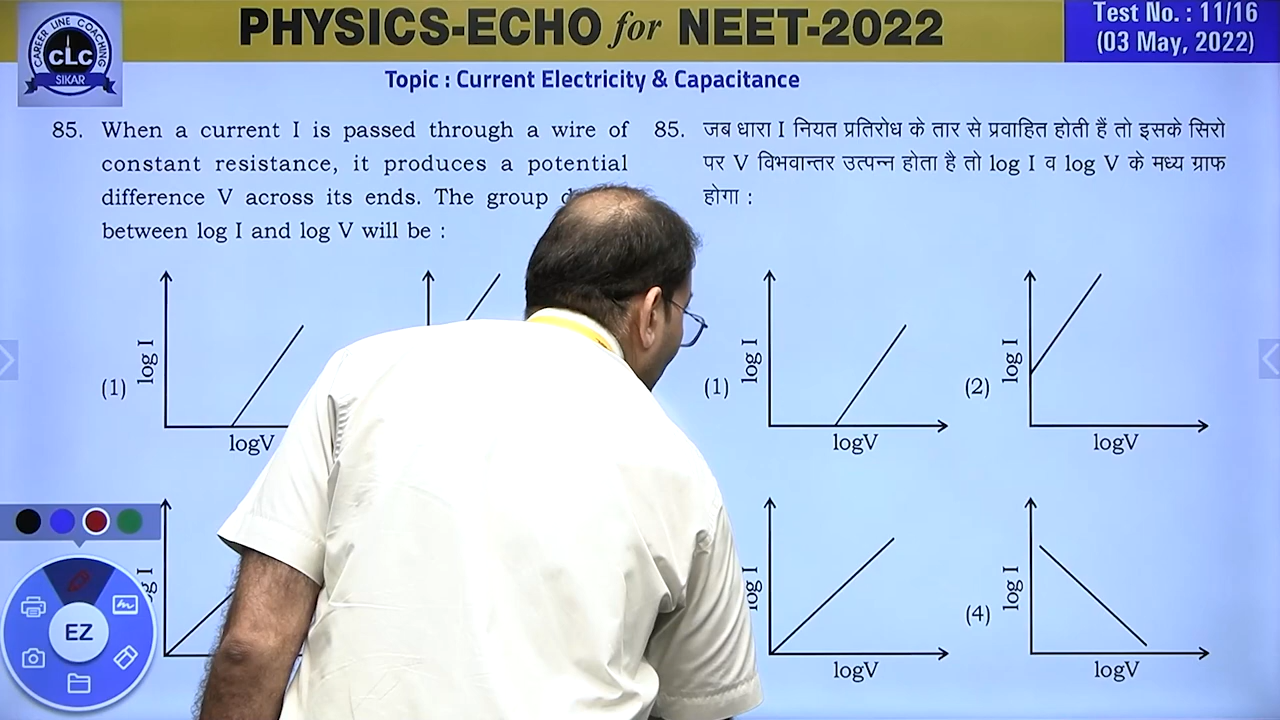 CAREER LINE COACHING
CLC
SIKAR
PHYSICS-ECHO for NEET-2022
Test No. : 11/16
(03 May, 2022)
Topic : Current Electricity & Capacitance
85. When a current I is passed through a wire of
constant resistance, it produces a potential
difference V across its ends. The group
between log I and log V will be :
(1)
log I
logV
85. जब धारा I नियत प्रतिरोध के तार से प्रवाहित होती हैं तो इसके सिरो
पर V विभवान्तर उत्पन्न होता है तो log I व log V के मध्य ग्राफ
होगा :
(1)
log I
logV
(2)
log I
logV
log I
logV
(4)
log I
logV
EZ